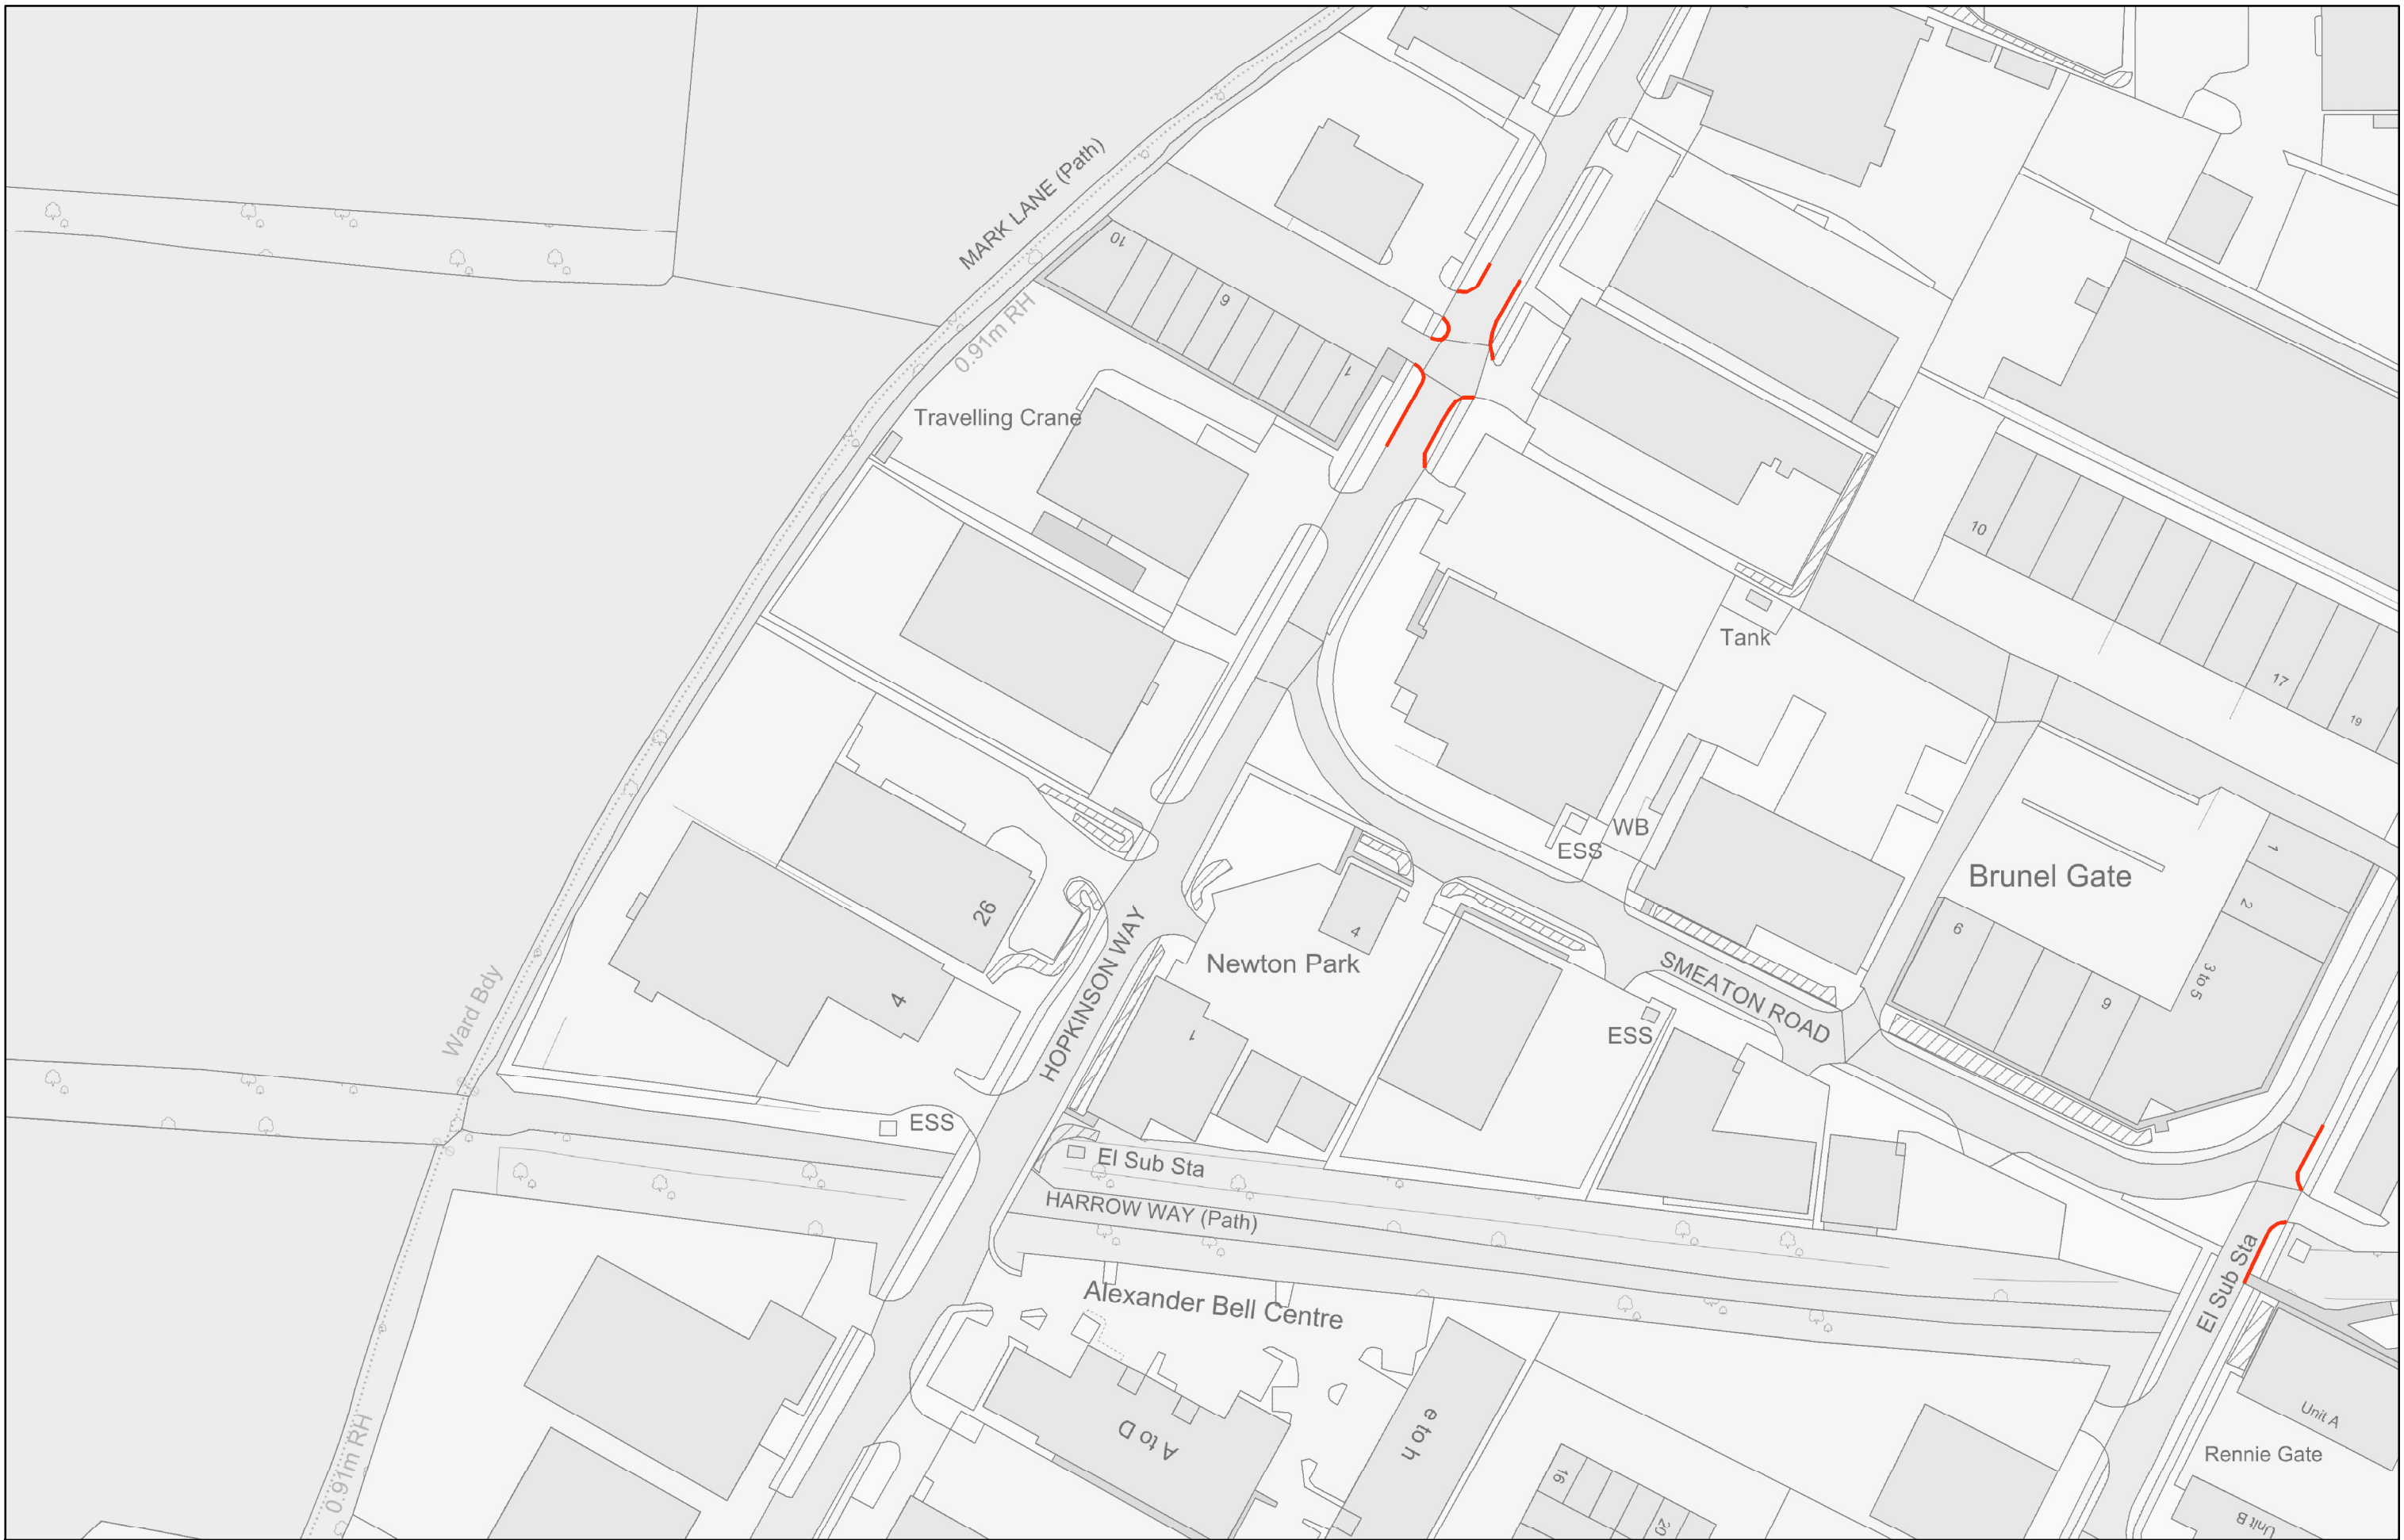 MARK LANE (Path)
10
6
1
0.91m RH
Travelling Crane
10
Tank
17
19
WB
ESS
Brunel Gate
1
2
3 to 5
6
9
26
4
HOPKINSON WAY
Newton Park
4
1
SMEATON ROAD
ESS
Ward Bdy
ESS
El Sub Sta
HARROW WAY (Path)
Alexander Bell Centre
El Sub Sta
A to D
e to h
16
20
Unit A
Rennie Gate
Unit B
0.91m RH